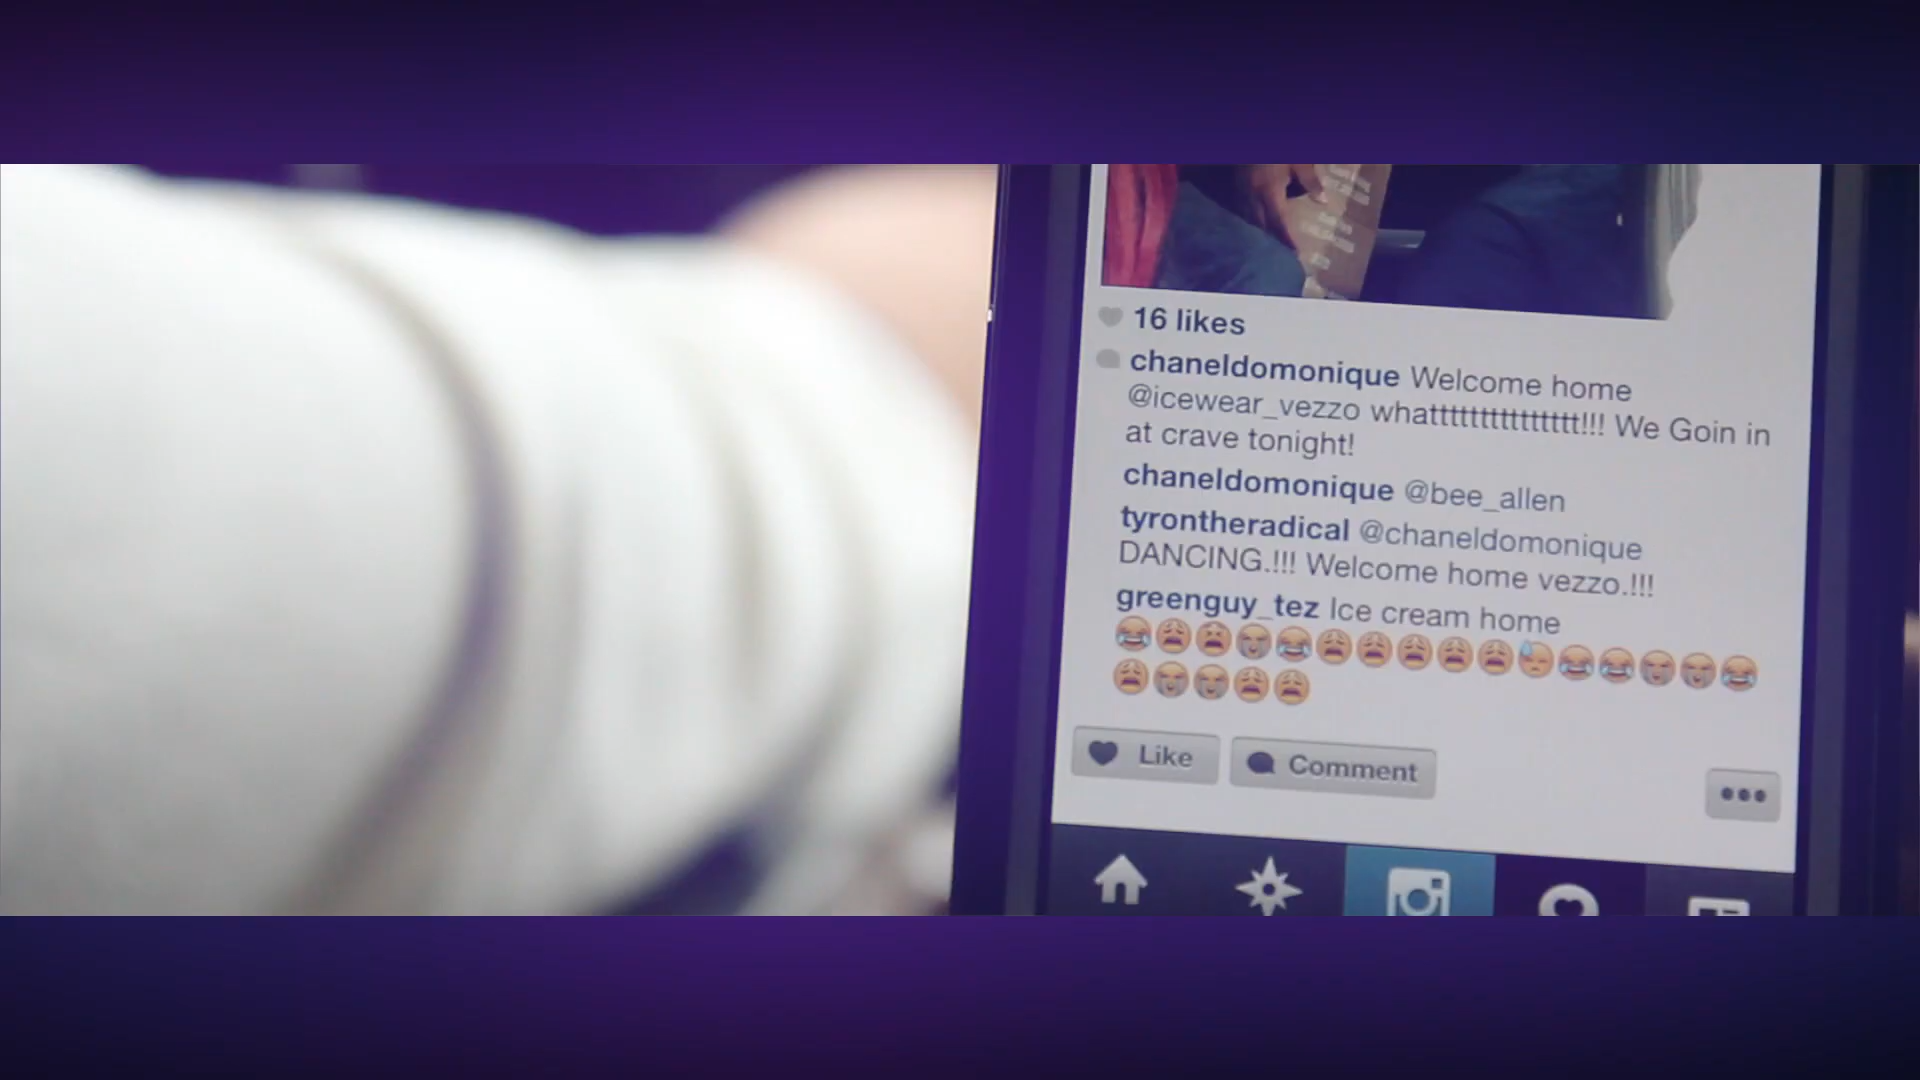 16 likes
chaneldomonique Welcome home
@icewear_vezzo whatttttttttttttttt!!! We Goin in
at crave tonight!
chaneldomonique @bee_allen
tyrontheradical @chaneldomonique
DANCING.!!! Welcome home vezzo.!!!
greenguy_tez Ice cream home
😂😩😫😭😂😩😩😩😩😩😓😂😂😭😭😂
😩😭😭😩😩
Like Comment